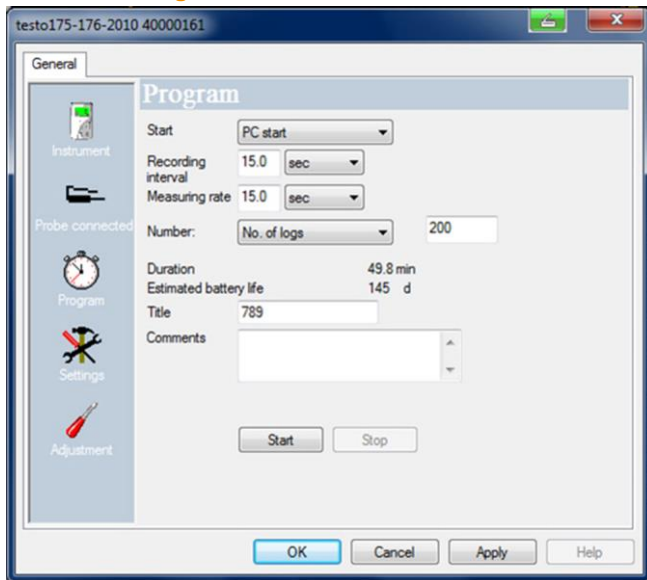 testo175-176-2010 40000161
General
Program
Instrument
Probe connected
Program
Settings
Adjustment
Start PC start
Recording interval 15.0 sec
Measuring rate 15.0 sec
Number: No. of logs 200
Duration 49.8 min
Estimated battery life 145 d
Title 789
Comments
Start Stop
OK Cancel Apply Help